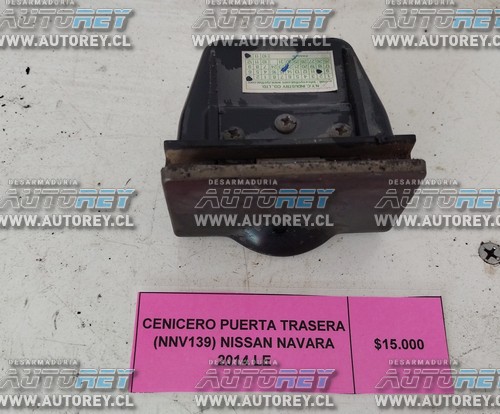 DESARMADURIA DESARMADURIA DESARMADURIA
AUTOREY AUTOREY AUTOREY
WWW.AUTOREY.CL WWW.AUTOREY.CL WWW.AUTOREY.CL
DESARMADURIA DESARMADURIA DESARMADURIA
AUTOREY AUTOREY AUTOREY
WWW.AUTOREY.CL WWW.AUTOREY.CL WWW.AUTOREY.CL
CENICERO PUERTA TRASERA
(NNV139) NISSAN NAVARA
2014 LE
$15.000
DESARMADURIA DESARMADURIA DESARMADURIA
AUTOREY AUTOREY AUTOREY
WWW.AUTOREY.CL WWW.AUTOREY.CL WWW.AUTOREY.CL